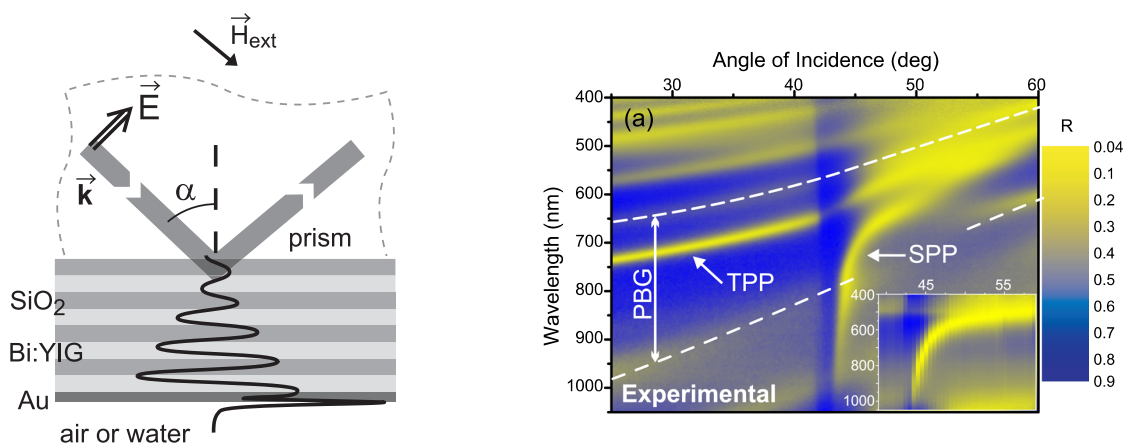 H⃗ext
E⃗
k⃗
α
prism
SiO₂
Bi:YIG
Au
air or water
Angle of Incidence (deg)
30 40 50 60
(a)
R
Wavelength (nm)
400
500
600
700
800
900
1000
PBG
TPP
SPP
Experimental
45 55
400
600
800
1000
0.04
0.1
0.2
0.3
0.4
0.5
0.6
0.7
0.8
0.9